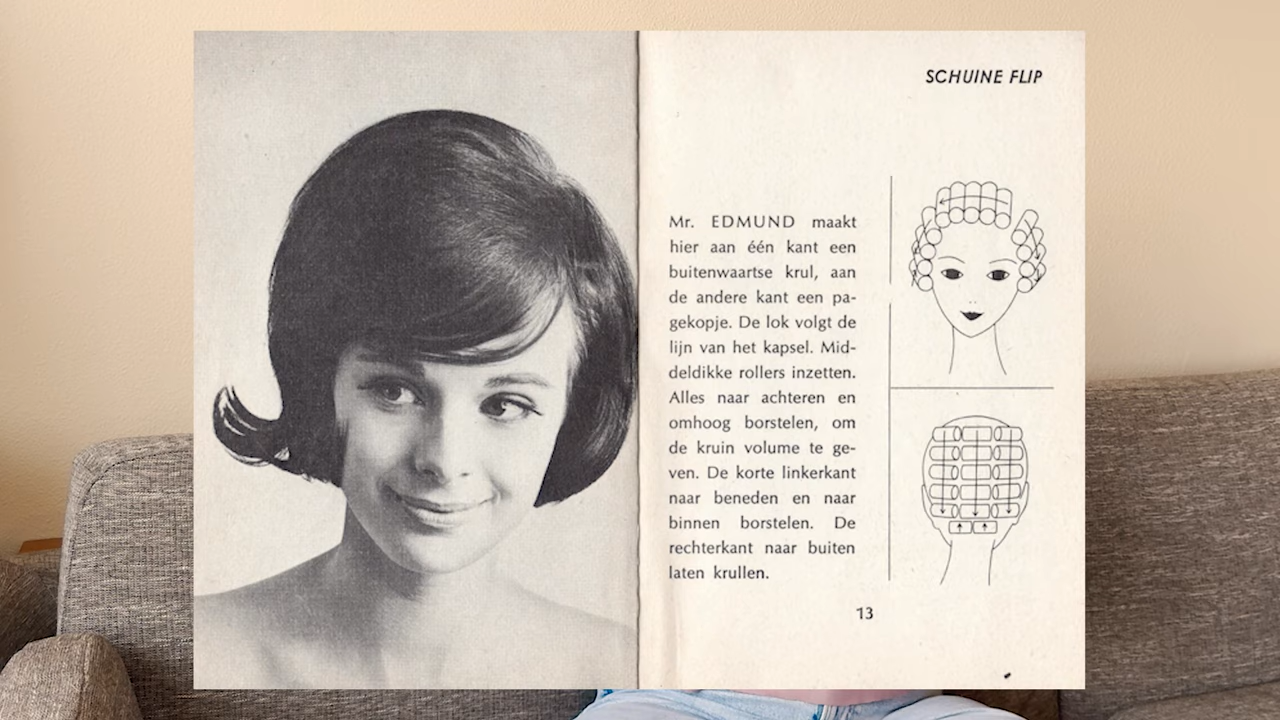 SCHUINE FLIP
Mr. EDMUND maakt
hier aan één kant een
buitenwaartse krul, aan
de andere kant een pa-
gekopje. De lok volgt de
lijn van het kapsel. Mid-
deldikke rollers inzetten.
Alles naar achteren en
omhoog borstelen, om
de kruin volume te ge-
ven. De korte linkerkant
naar beneden en naar
binnen borstelen. De
rechterkant naar buiten
laten krullen.
13